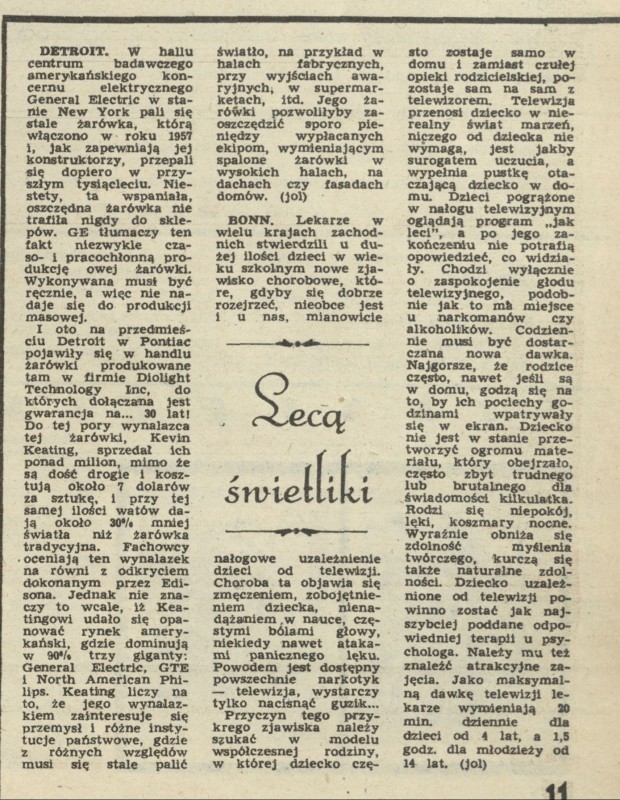 DETROIT. W hallu
centrum badawczego
amerykańskiego kon-
cernu elektrycznego
General Electric w sta-
nie New York pali się
stale żarówka, którą
włączono w roku 1957
i, jak zapewniają jej
konstruktorzy, przepali
się dopiero w przy-
szłym tysiącleciu. Nie-
stety, ta wspaniała,
oszczędna żarówka nie
trafiła nigdy do skle-
pów. GE tłumaczy ten
fakt niezwykle cza-
so- i pracochłonną pro-
dukcję owej żarówki.
Wykonywana musi być
ręcznie, a więc nie na-
daje się do produkcji
masowej.
I oto na przedmieś-
ciu Detroit w Pontiac
pojawiły się w handlu
żarówki produkowane
tam w firmie Diolight
Technology Inc, do
których dołączana jest
gwarancja na... 30 lat!
Do tej pory wynalazca
tej żarówki, Kevin
Keating, sprzedał ich
ponad milion, mimo że
są dość drogie i kosz-
tują około 7 dolarów
za sztukę, i przy tej
samej ilości watów da-
ją około 30% mniej
światła niż żarówka
tradycyjna. Fachowcy
oceniają ten wynalazek
na równi z odkryciem
dokonanym przez Edi-
sona. Jednak nie zna-
czy to wcale, iż Kea-
tingowi udało się opa-
nować rynek amery-
kański, gdzie dominują
w 90% trzy giganty:
General Electric, GTE
i North American Phi-
lips. Keating liczy na
to, że jego wynalaz-
kiem zainteresuje się
przemysł i różne insty-
tucje państwowe, gdzie
z różnych względów
musi się stale palić
światło, na przykład w
halach fabrycznych,
przy wyjściach awa-
ryjnych, w supermar-
ketach, itd. Jego ża-
rówki pozwoliłyby za-
oszczędzić sporo pie-
niędzy wypłacanych
ekipom, wymieniającym
spalone żarówki w
wysokich halach, na
dachach czy fasadach
domów. (jol)
BONN. Lekarze w
wielu krajach zachod-
nich stwierdzili u du-
żej ilości dzieci w wie-
ku szkolnym nowe zja-
wisko chorobowe, któ-
re, gdyby się dobrze
rozejrzeć, nieobce jest
i u nas, mianowicie
Lecą
świetliki
nałogowe uzależnienie
dzieci od telewizji.
Choroba ta objawia się
zmęczeniem, zobojętnie-
niem dziecka, niena-
dążaniem w nauce, czę-
stymi bólami głowy,
niekiedy nawet ataka-
mi panicznego lęku.
Powodem jest dostępny
powszechnie narkotyk
— telewizja, wystarczy
tylko nacisnąć guzik...
Przyczyn tego przy-
krego zjawiska należy
szukać w modelu
współczesnej rodziny,
w której dziecko czę-
sto zostaje samo w
domu i zamiast czułej
opieki rodzicielskiej, po-
zostaje sam na sam z
telewizorem. Telewizja
przenosi dziecko w nie-
realny świat marzeń,
niczego od dziecka nie
wymaga, jest jakby
surogatem uczucia, a
wypełnia pustkę ota-
czającą dziecko w do-
mu. Dzieci pogrążone
w nałogu telewizyjnym
oglądają program „jak
leci”, a po jego za-
kończeniu nie potrafią
opowiedzieć, co widzia-
ły. Chodzi wyłącznie
o zaspokojenie głodu
telewizyjnego, podob-
nie jak to ma miejsce
u narkomanów czy
alkoholików. Codzien-
nie musi być dostar-
czana nowa dawka.
Najgorsze, że rodzice
często, nawet jeśli są
w domu, godzą się na
to, by ich pociechy go-
dzinami wpatrywały
się w ekran. Dziecko
nie jest w stanie prze-
tworzyć ogromu mate-
riału, który obejrzało,
często zbyt trudnego
lub brutalnego dla
świadomości kilkulatka.
Rodzi się niepokój,
lęki, koszmary nocne.
Wyraźnie obniża się
zdolność myślenia
twórczego, kurczą się
także naturalne zdol-
ności. Dziecko uzależ-
nione od telewizji po-
winno zostać jak naj-
szybciej poddane odpo-
wiedniej terapii u psy-
chologa. Należy mu też
znaleźć atrakcyjne za-
jęcia. Jako maksymal-
ną dawkę telewizji le-
karze wymieniają 20
min. dziennie dla
dzieci od 4 lat, a 1,5
godz. dla młodzieży od
14 lat. (jol)
11